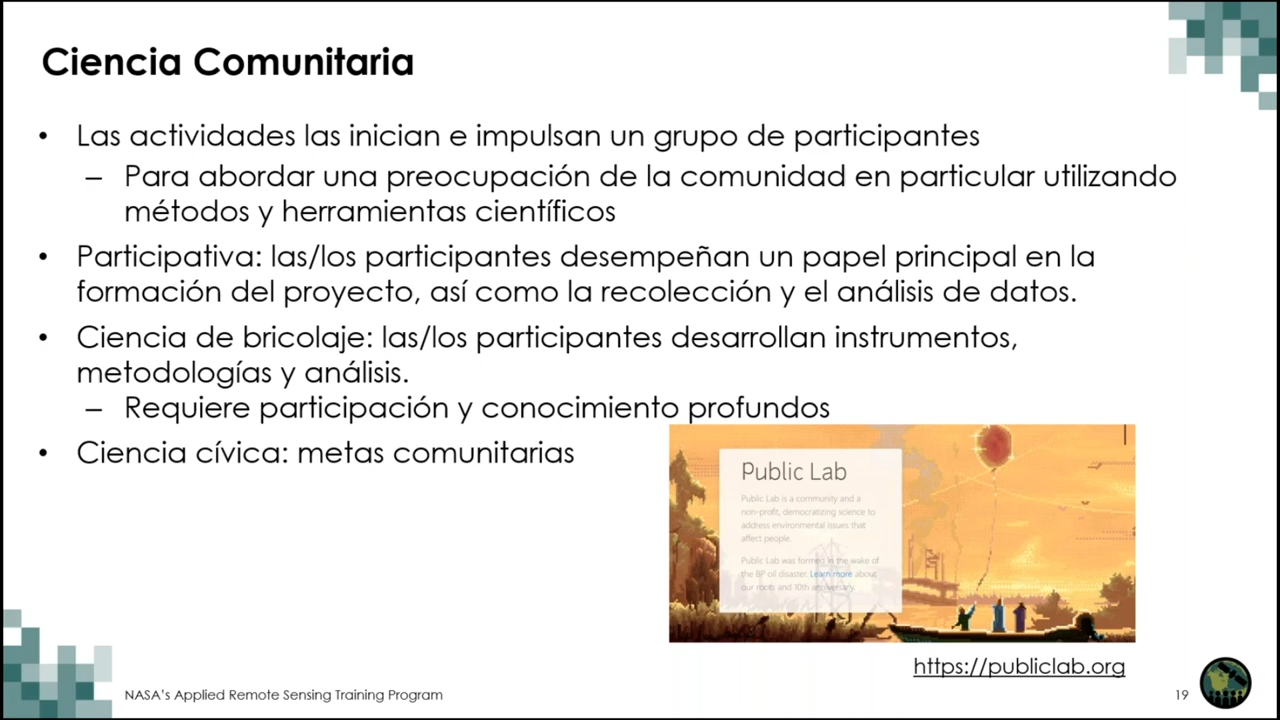 Ciencia Comunitaria
• Las actividades las inician e impulsan un grupo de participantes
– Para abordar una preocupación de la comunidad en particular utilizando
métodos y herramientas científicos
• Participativa: las/los participantes desempeñan un papel principal en la
formación del proyecto, así como la recolección y el análisis de datos.
• Ciencia de bricolaje: las/los participantes desarrollan instrumentos,
metodologías y análisis.
– Requiere participación y conocimiento profundos
• Ciencia cívica: metas comunitarias
Public Lab
Public Lab is a community and a
non-profit, democratizing science to
address environmental issues that
affect people.
Public Lab was formed in the wake of
the BP oil disaster. Learn more about
our roots and 10th anniversary.
https://publiclab.org
NASA's Applied Remote Sensing Training Program
19